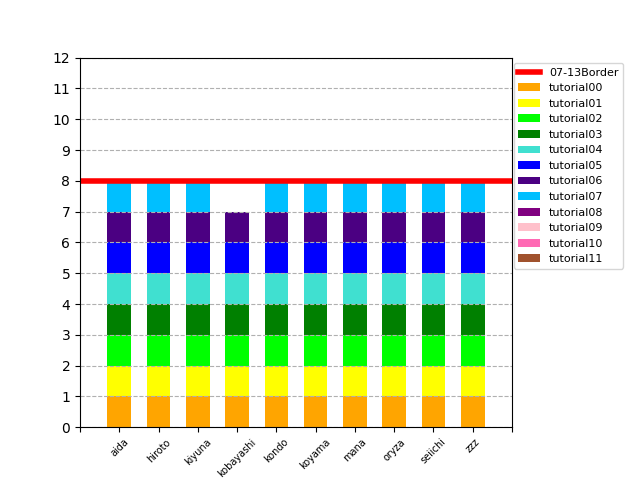 12
11
10
9
8
7
6
5
4
3
2
1
0
aida
hiroto
kiyuna
kobayashi
kondo
koyama
mana
oryza
seiichi
zzz
07-13Border
tutorial00
tutorial01
tutorial02
tutorial03
tutorial04
tutorial05
tutorial06
tutorial07
tutorial08
tutorial09
tutorial10
tutorial11